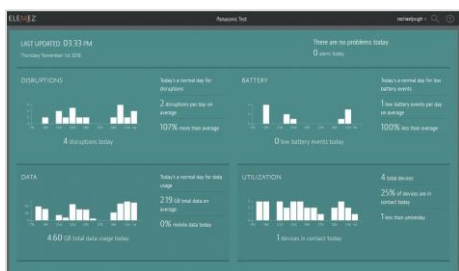 ELEMEZ
Panasonic Test
michaelpugh
LAST UPDATED 03:33 PM
Thursday November 1st 2018
There are no problems today
0 alerts today
DISRUPTIONS
Today's a normal day for
disruptions
2 disruptions per day on
average
107% more than average
4 disruptions today
BATTERY
Today's a normal day for low
battery events
1 low battery events per day
on average
100% less than average
0 low battery events today
DATA
Today's a normal day for data
usage
2.19 GB total data on
average
0% mobile data today
4.60 GB total data usage today
UTILIZATION
4 total devices
25% of devices are in
contact today
1 less than yesterday
1 devices in contact today